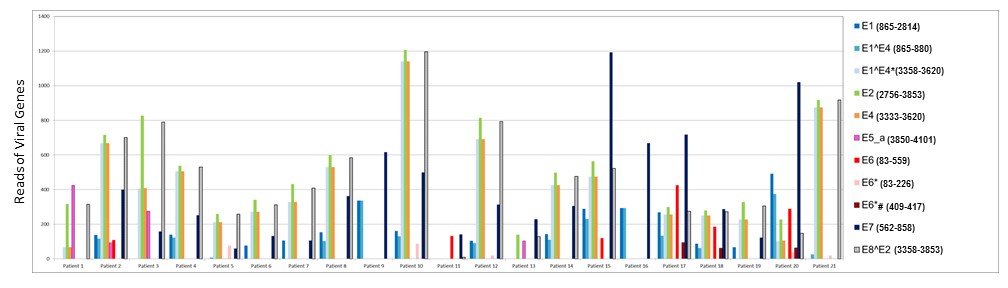 Reads of Viral Genes
1400
1200
1000
800
600
400
200
0
Patient 1 Patient 2 Patient 3 Patient 4 Patient 5 Patient 6 Patient 7 Patient 8 Patient 9 Patient 10 Patient 11 Patient 12 Patient 13 Patient 14 Patient 15 Patient 16 Patient 17 Patient 18 Patient 19 Patient 20 Patient 21
E1 (865-2814)
E1^E4 (865-880)
E1^E4*(3358-3620)
E2 (2756-3853)
E4 (3333-3620)
E5_a (3850-4101)
E6 (83-559)
E6* (83-226)
E6*# (409-417)
E7 (562-858)
E8^E2 (3358-3853)